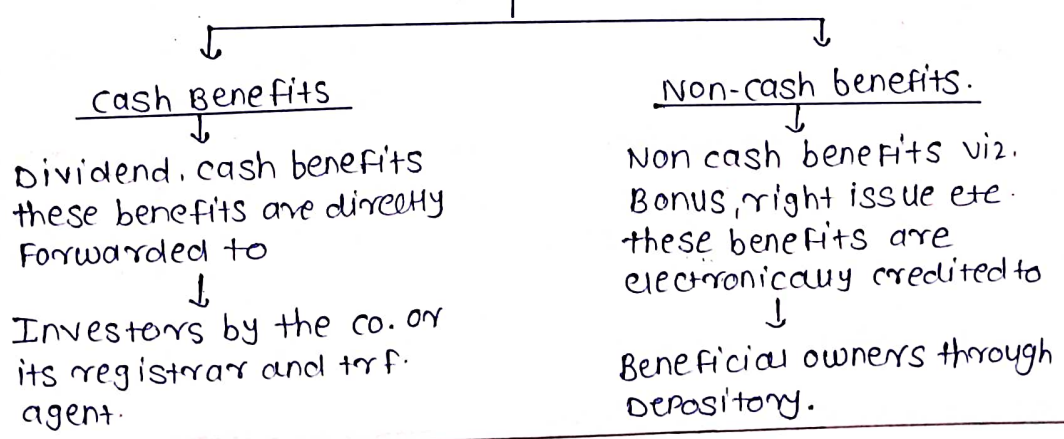 Cash Benefits
Dividend, cash benefits
these benefits are directly
Forwarded to
Investors by the co. or
its registrar and trf.
agent.
Non-cash benefits.
Non cash benefits viz.
Bonus, right issue etc.
these benefits are
electronically credited to
Beneficial owners through
Depository.